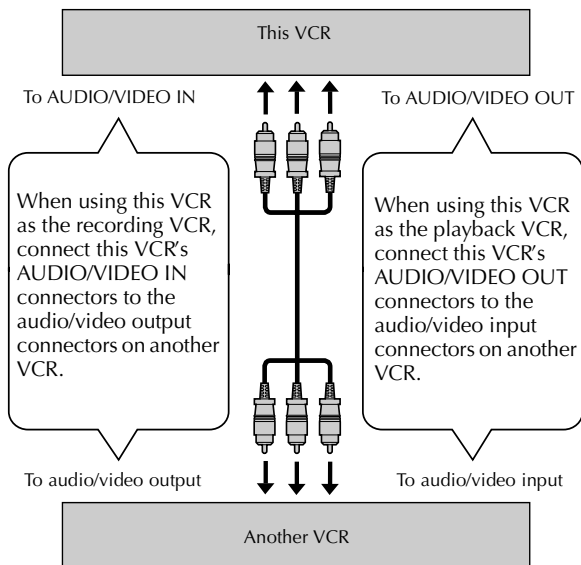 This VCR
To AUDIO/VIDEO IN
To AUDIO/VIDEO OUT
When using this VCR
as the recording VCR,
connect this VCR's
AUDIO/VIDEO IN
connectors to the
audio/video output
connectors on another
VCR.
When using this VCR
as the playback VCR,
connect this VCR's
AUDIO/VIDEO OUT
connectors to the
audio/video input
connectors on another
VCR.
To audio/video output
To audio/video input
Another VCR